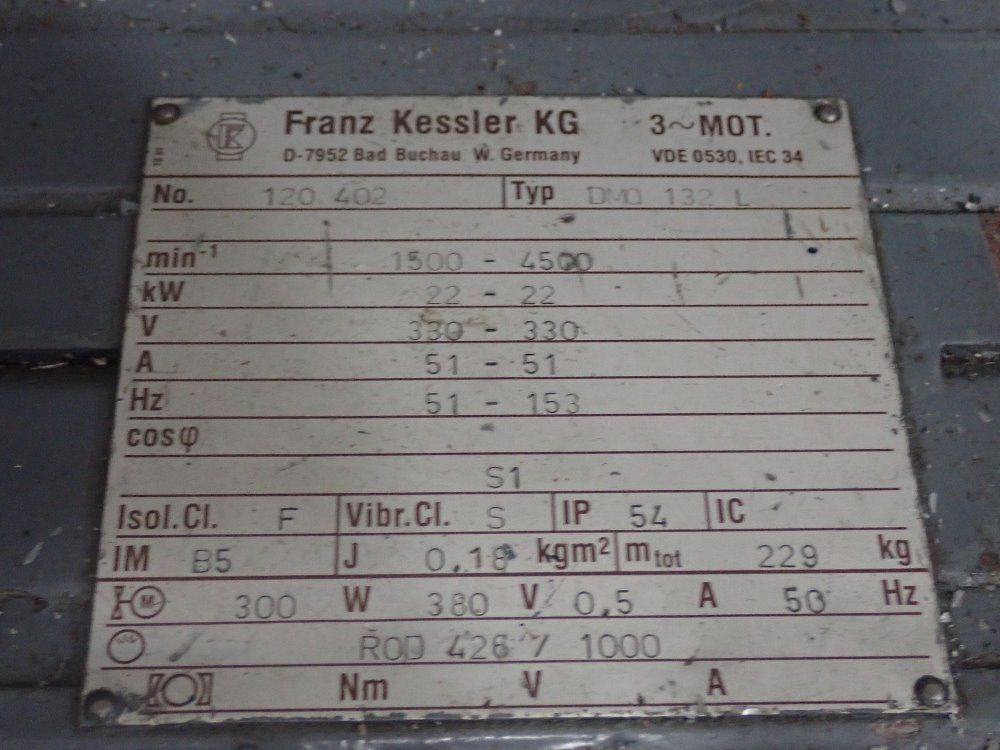 K Franz Kessler KG 3~MOT.
D-7952 Bad Buchau W. Germany VDE 0530, IEC 34
No. 120 402 Typ DMQ 132 L
min⁻¹ 1500 - 4500
kW 22 - 22
V 330 - 330
A 51 - 51
Hz 51 - 153
cosφ
S1
Isol.Cl. F Vibr.Cl. S IP 54 IC
IM B5 J 0,18 kgm² mtot 229 kg
M 300 W 380 V 0,5 A 50 Hz
ROD 426 / 1000
Nm V A